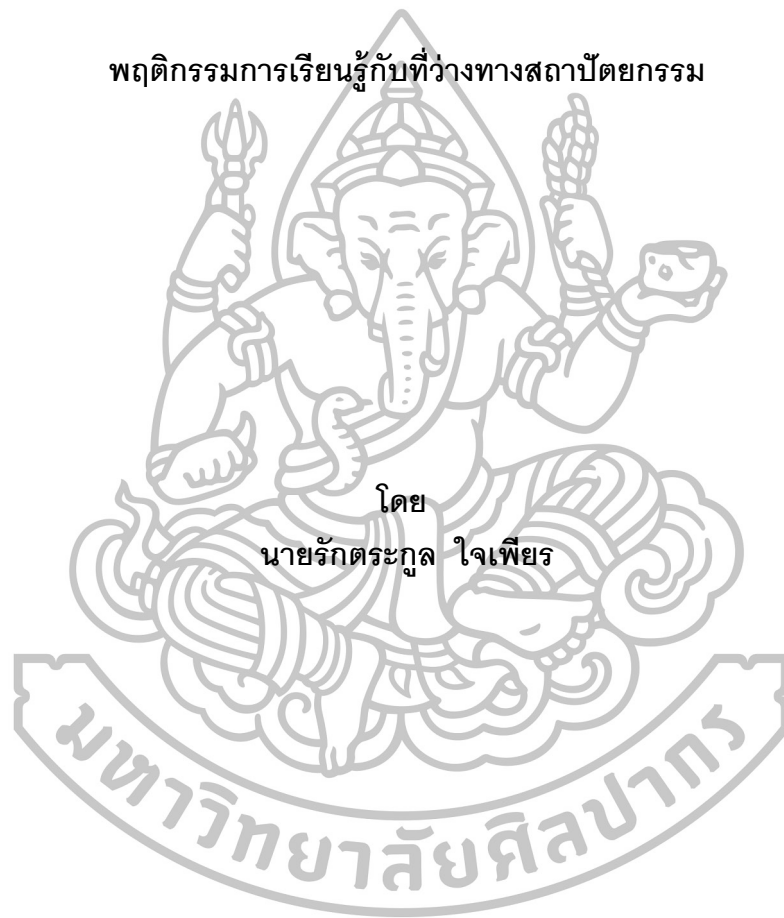 พฤติกรรมการเรียนรู้กับที่ว่างทางสถาปัตยกรรม
โดย
นายรักตระกูล ใจเพียร
มหาวิทยาลัยศิลปากร